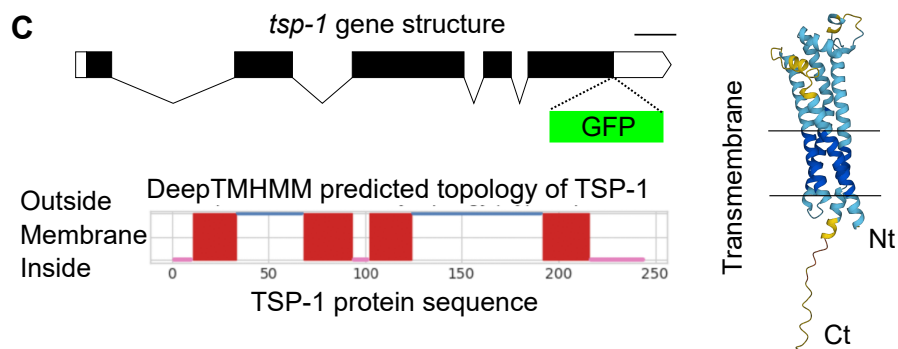 C
tsp-1 gene structure
GFP
DeepTMHMM predicted topology of TSP-1
Outside
Membrane
Inside
0 50 100 150 200 250
TSP-1 protein sequence
Transmembrane
Nt
Ct